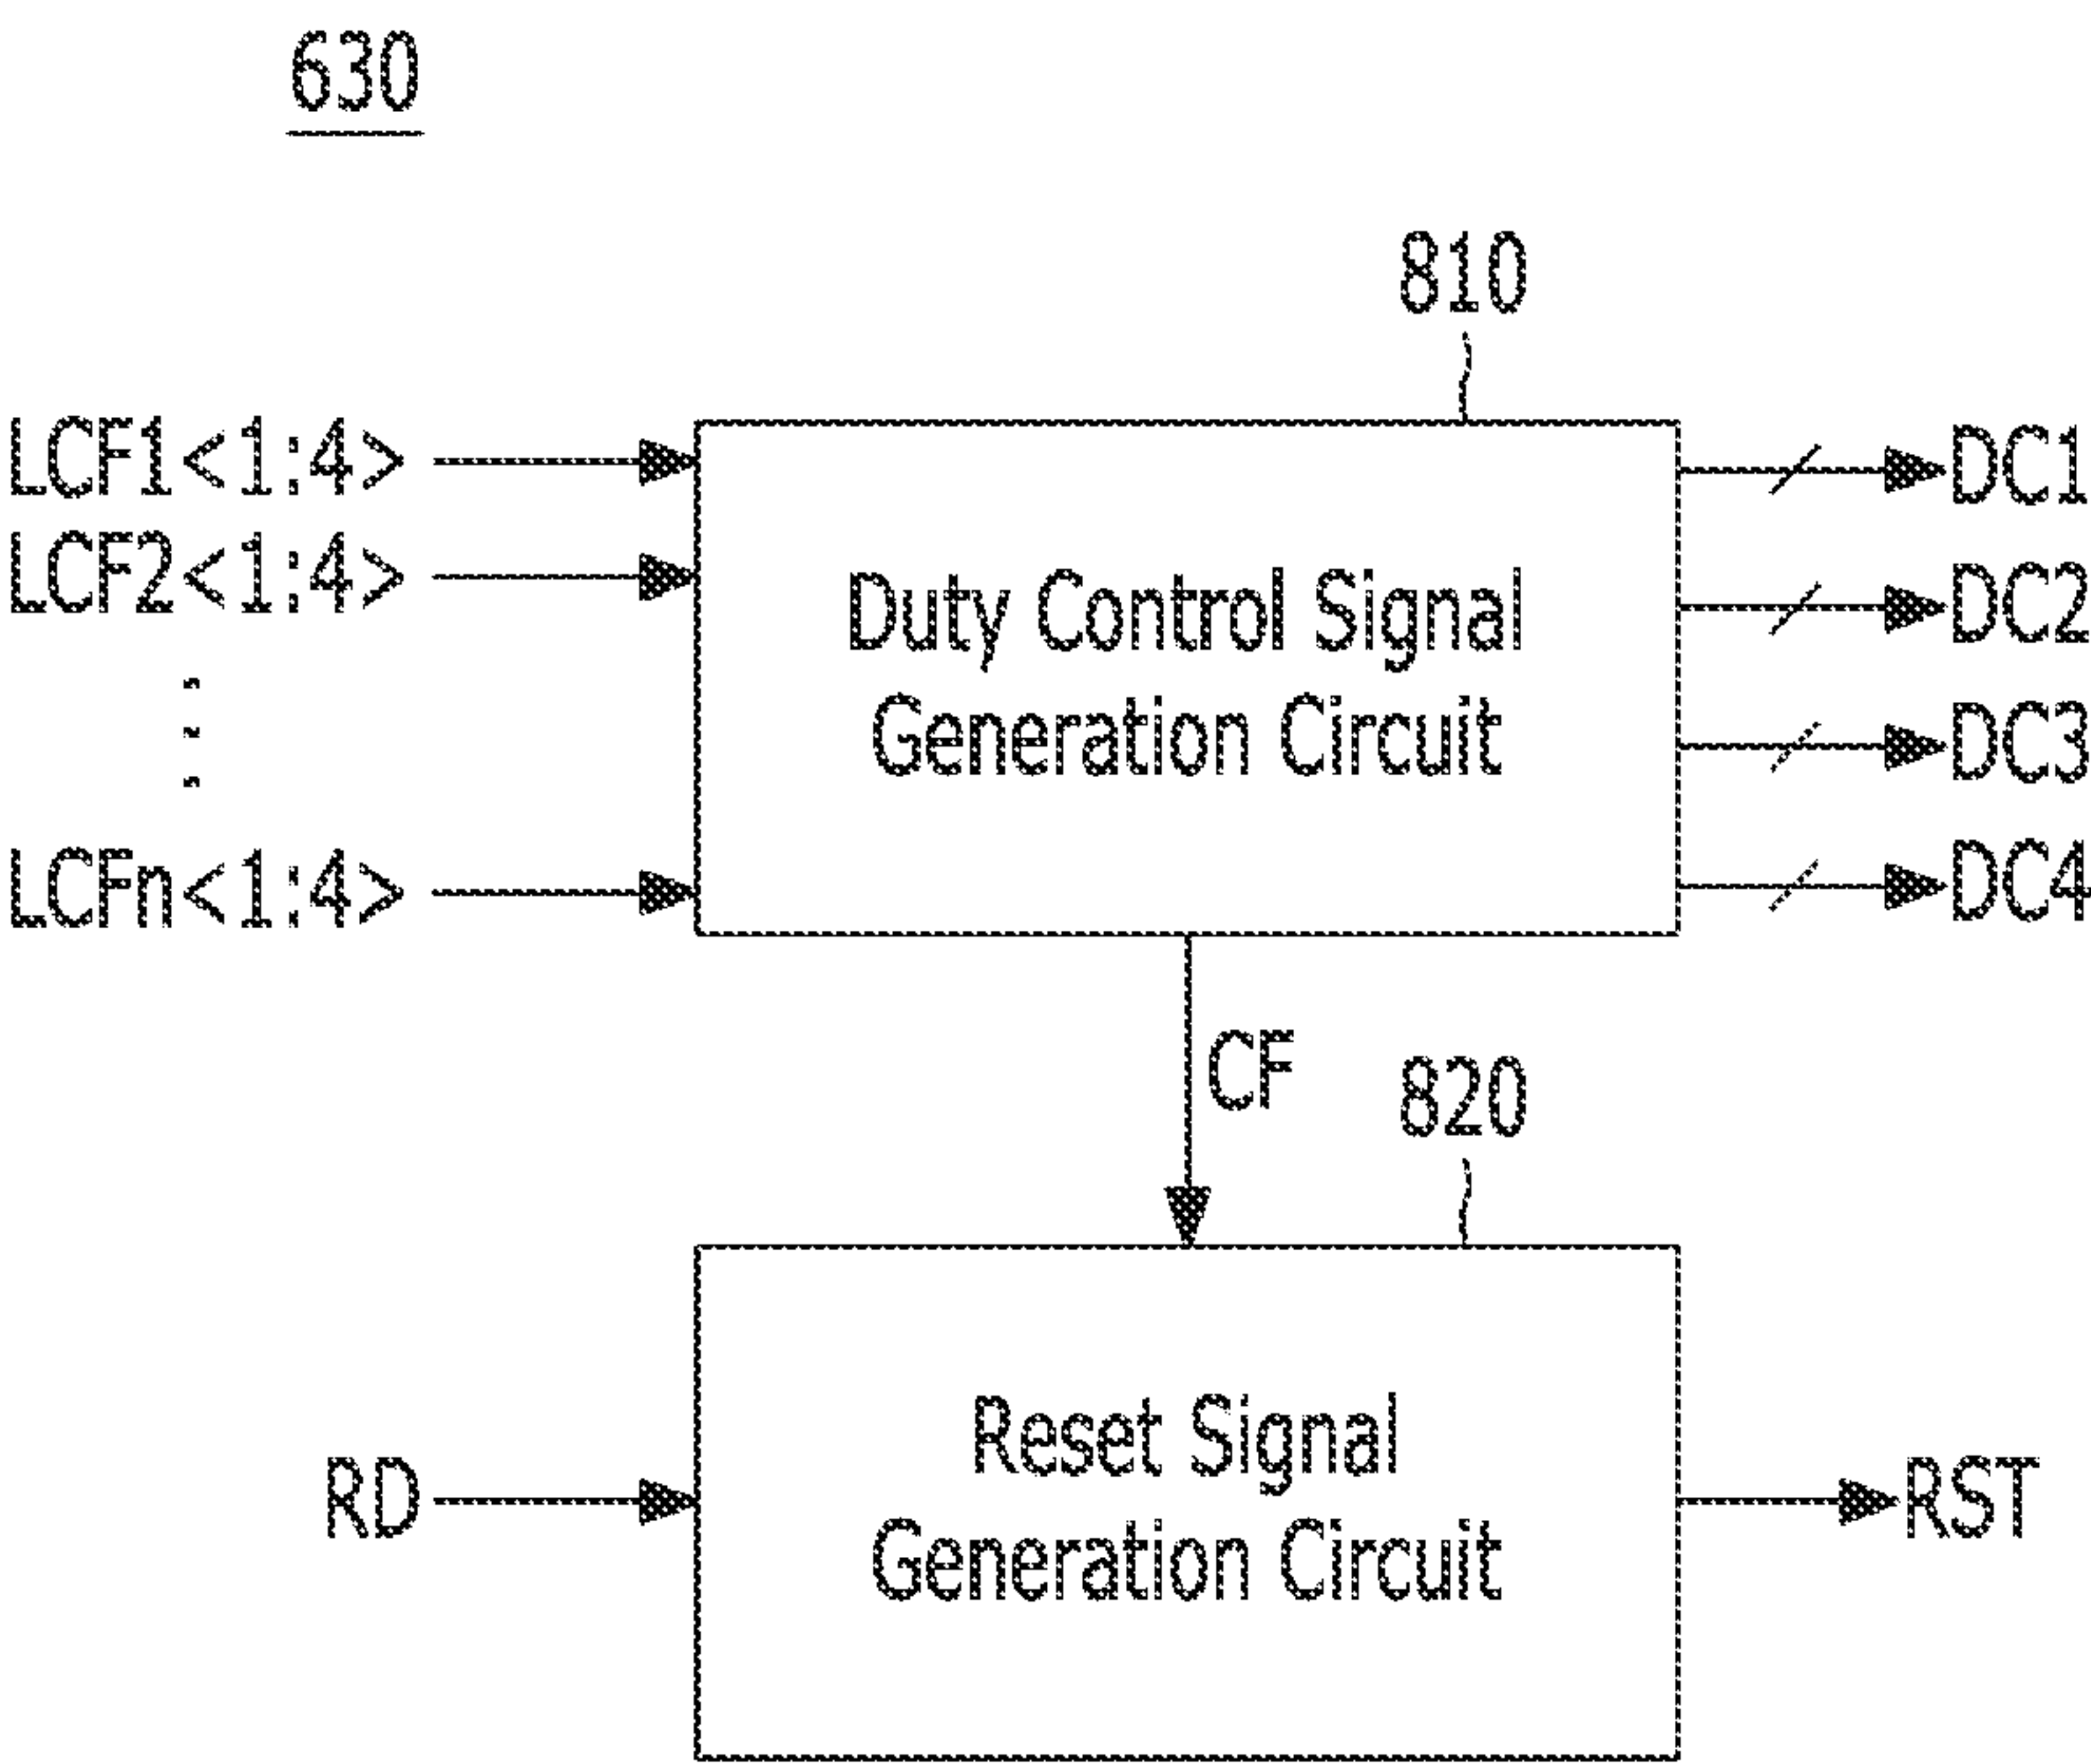 630
810
LCF1<1:4>
LCF2<1:4>
LCFn<1:4>
Duty Control Signal
Generation Circuit
DC1
DC2
DC3
DC4
CF
820
RD
Reset Signal
Generation Circuit
RST